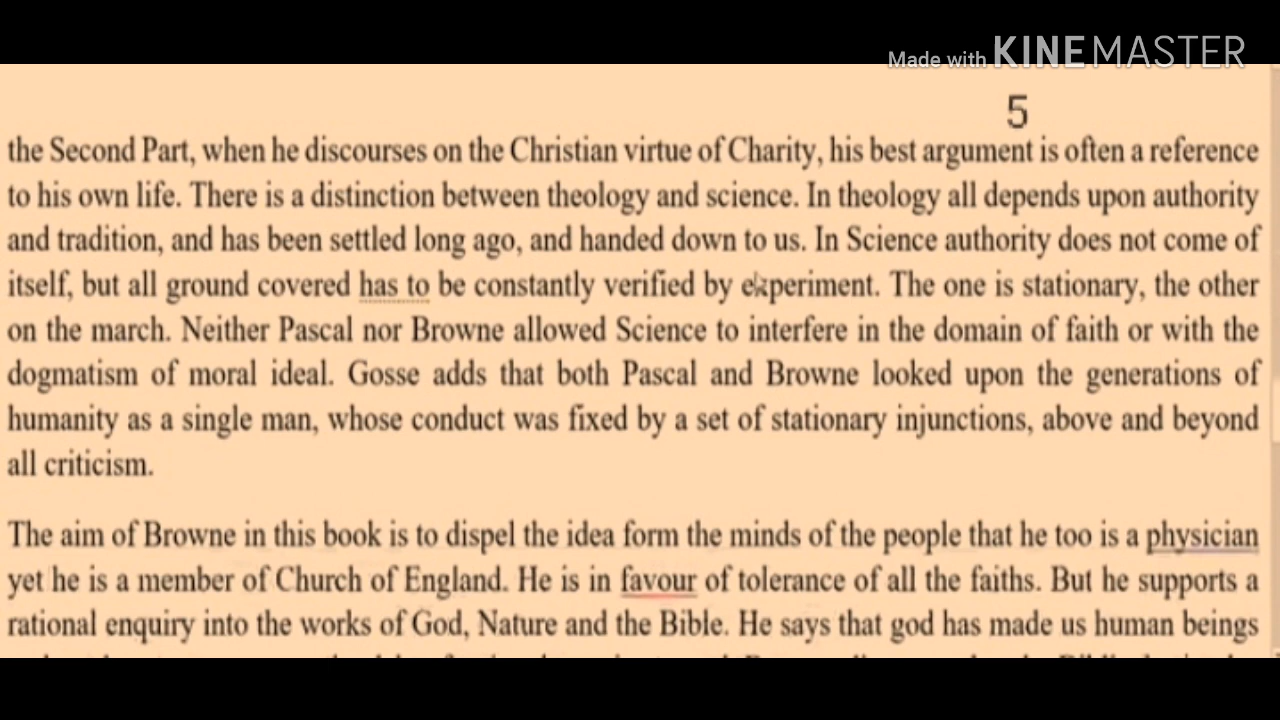 Made with KINEMASTER
5
the Second Part, when he discourses on the Christian virtue of Charity, his best argument is often a reference
to his own life. There is a distinction between theology and science. In theology all depends upon authority
and tradition, and has been settled long ago, and handed down to us. In Science authority does not come of
itself, but all ground covered has to be constantly verified by experiment. The one is stationary, the other
on the march. Neither Pascal nor Browne allowed Science to interfere in the domain of faith or with the
dogmatism of moral ideal. Gosse adds that both Pascal and Browne looked upon the generations of
humanity as a single man, whose conduct was fixed by a set of stationary injunctions, above and beyond
all criticism.
The aim of Browne in this book is to dispel the idea form the minds of the people that he too is a physician
yet he is a member of Church of England. He is in favour of tolerance of all the faiths. But he supports a
rational enquiry into the works of God, Nature and the Bible. He says that god has made us human beings